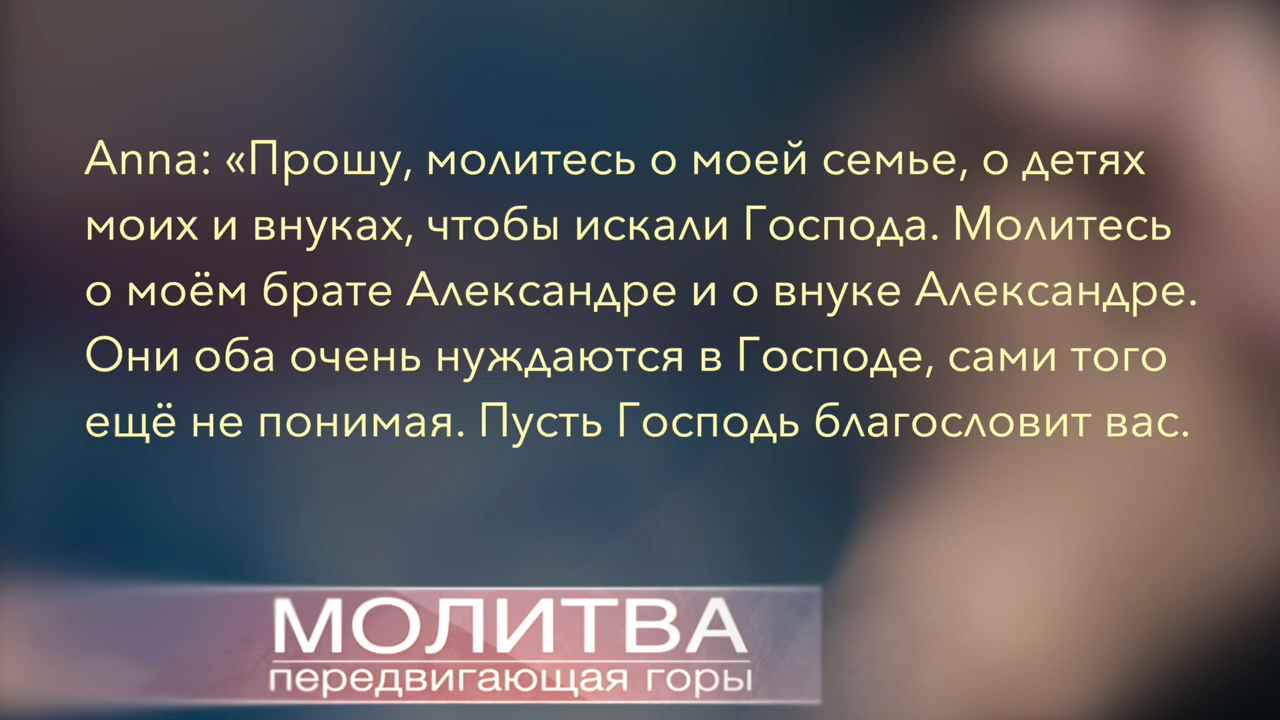 Anna: «Прошу, молитесь о моей семье, о детях
моих и внуках, чтобы искали Господа. Молитесь
о моём брате Александре и о внуке Александре.
Они оба очень нуждаются в Господе, сами того
ещё не понимая. Пусть Господь благословит вас.
МОЛИТВА
передвигающая горы